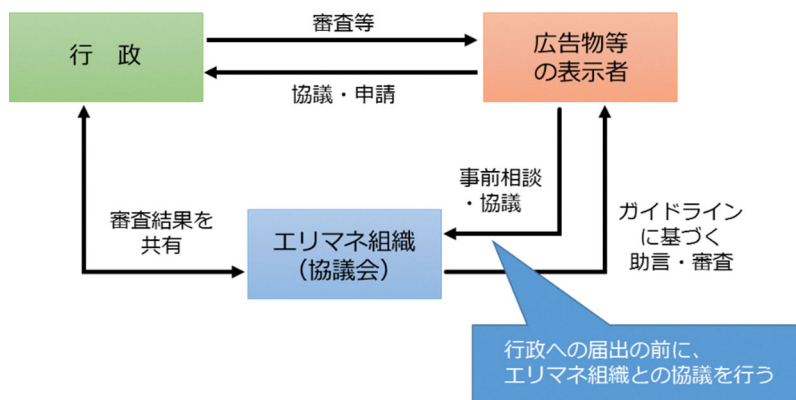 審査等
行　政
広告物等
の表示者
協議・申請
事前相談
・協議
審査結果を
共有
エリマネ組織
（協議会）
ガイドライン
に基づく
助言・審査
行政への届出の前に、
エリマネ組織との協議を行う